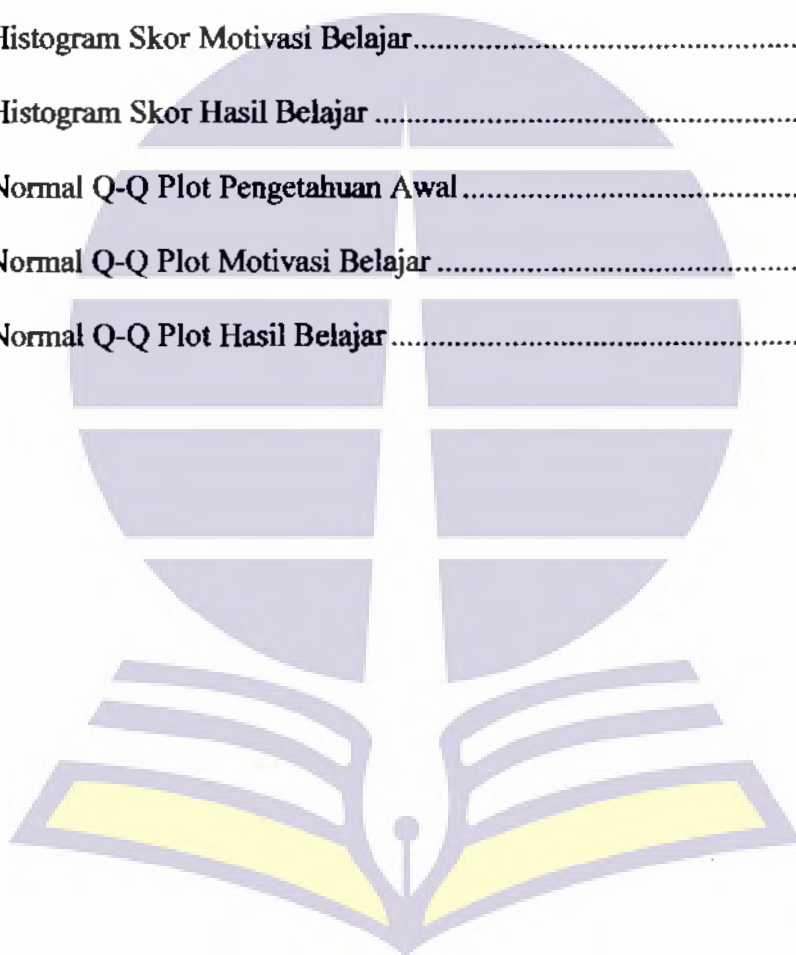 Histogram Skor Motivasi Belajar..........................................
Histogram Skor Hasil Belajar ..............................................
Normal Q-Q Plot Pengetahuan Awal....................................
Normal Q-Q Plot Motivasi Belajar .......................................
Normal Q-Q Plot Hasil Belajar..............................................